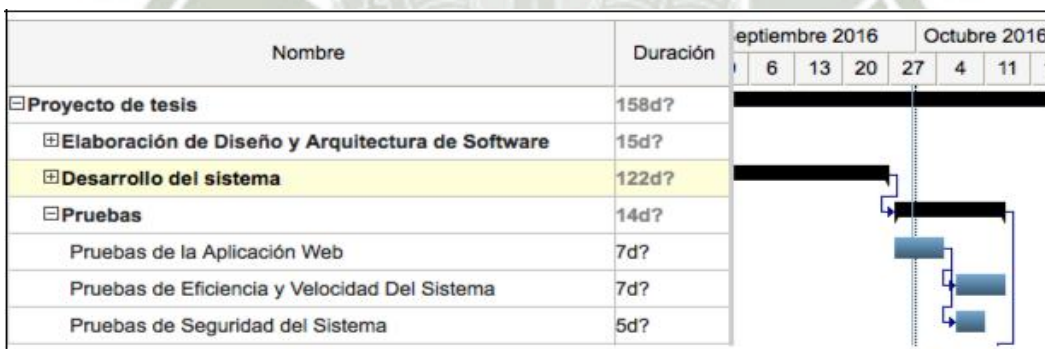 Nombre Duración eptiembre 2016 Octubre 2016
6 13 20 27 4 11
Proyecto de tesis 158d?
Elaboración de Diseño y Arquitectura de Software 15d?
Desarrollo del sistema 122d?
Pruebas 14d?
Pruebas de la Aplicación Web 7d?
Pruebas de Eficiencia y Velocidad Del Sistema 7d?
Pruebas de Seguridad del Sistema 5d?